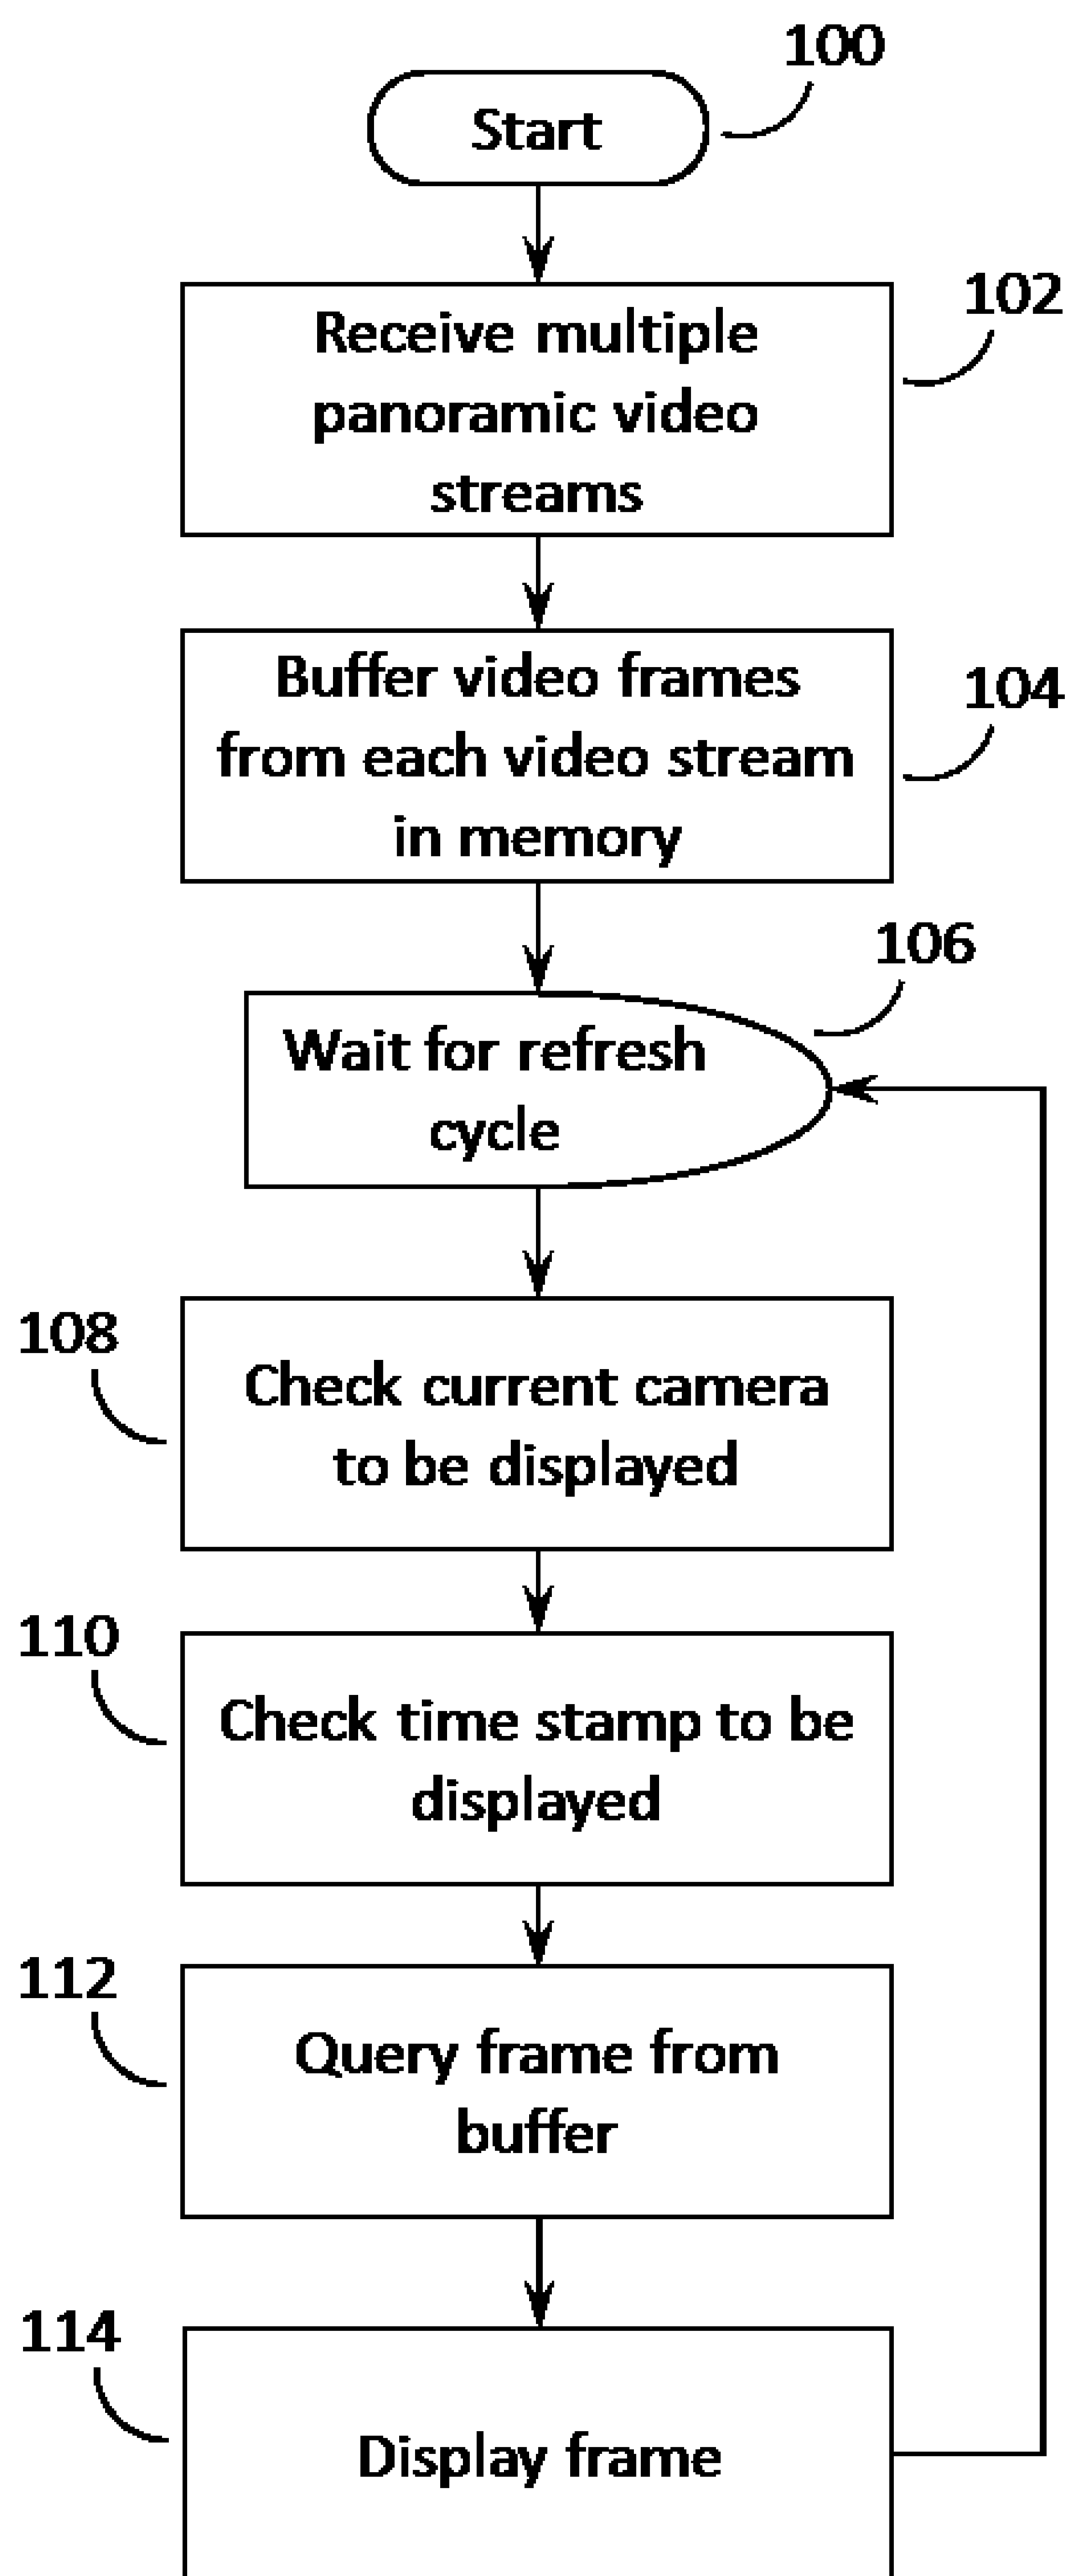 100
Start
102
Receive multiple
panoramic video
streams
104
Buffer video frames
from each video stream
in memory
106
Wait for refresh
cycle
108
Check current camera
to be displayed
110
Check time stamp to be
displayed
112
Query frame from
buffer
114
Display frame